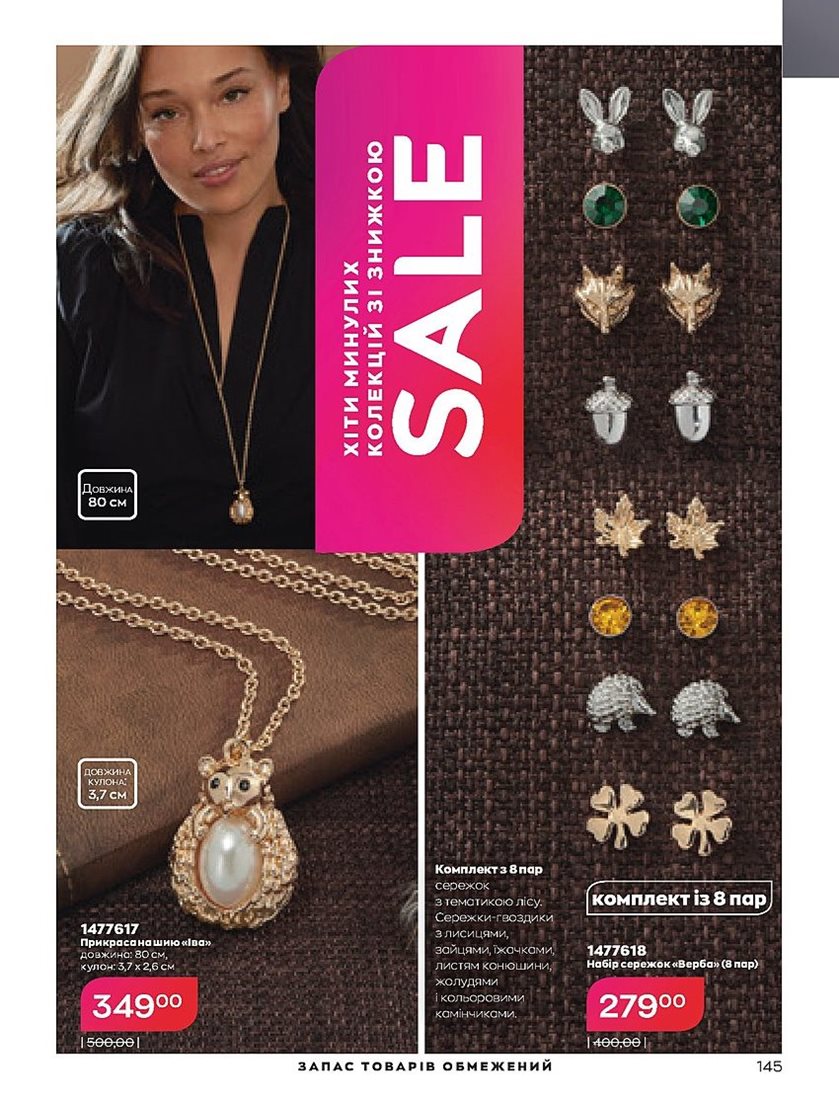 ХІТИ МИНУЛИХ
КОЛЕКЦІЙ ЗІ ЗНИЖКОЮ
SALE
Довжина
80 см
ДОВЖИНА
КУЛОНА:
3,7 см
1477617
Прикраса на шию «Іва»
довжина: 80 см,
кулон: 3,7 х 2,6 см
349⁰⁰
| 500,00 |
Комплект з 8 пар
сережок
з тематикою лісу.
Сережки-гвоздики
з лисицями,
зайцями, їжачками,
листям конюшини,
жолудями
і кольоровими
камінчиками.
комплект із 8 пар
1477618
Набір сережок «Верба» (8 пар)
279⁰⁰
| 400,00 |
ЗАПАС ТОВАРІВ ОБМЕЖЕНИЙ
145